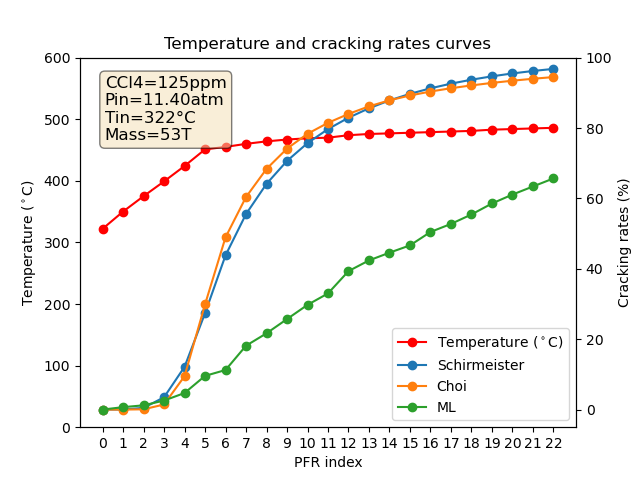 Temperature and cracking rates curves
CCl4=125ppm
Pin=11.40atm
Tin=322°C
Mass=53T
600
500
400
300
200
100
0
Temperature (°C)
100
80
60
40
20
0
Cracking rates (%)
Temperature (°C)
Schirmeister
Choi
ML
0 1 2 3 4 5 6 7 8 9 10 11 12 13 14 15 16 17 18 19 20 21 22
PFR index